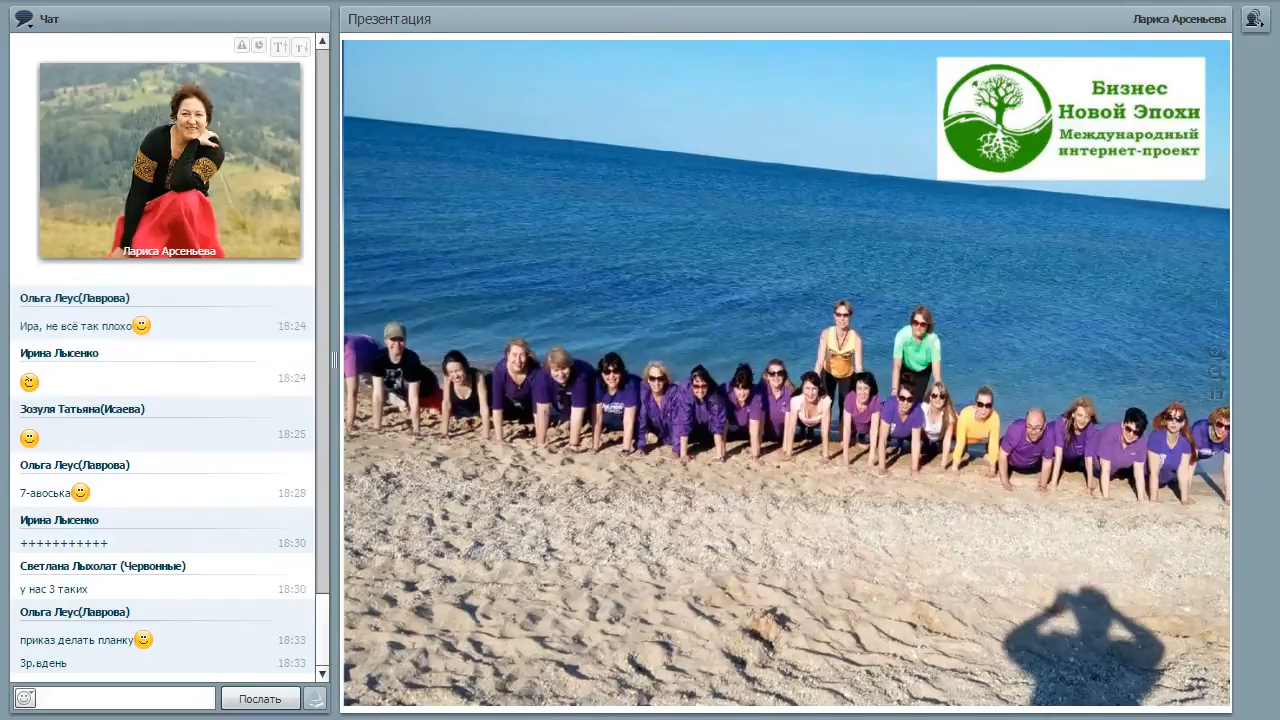 Чат
Лариса Арсеньева
Ольга Леус(Лаврова)
Ира, не всё так плохо 18:24
Ирина Лысенко
18:24
Зозуля Татьяна(Исаева)
18:25
Ольга Леус(Лаврова)
7-авоська 18:28
Ирина Лысенко
+++++++++++ 18:30
Светлана Лыхолат (Червонные)
у нас 3 таких 18:30
Ольга Леус(Лаврова)
приказ делать планку 18:33
3р.вдень 18:33
Послать
Презентация
Лариса Арсеньева
Бизнес
Новой Эпохи
Международный
интернет-проект